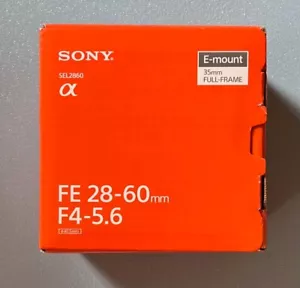 SONY
SEL2860
α
E-mount
35mm
FULL-FRAME
FE 28-60mm
F4-5.6